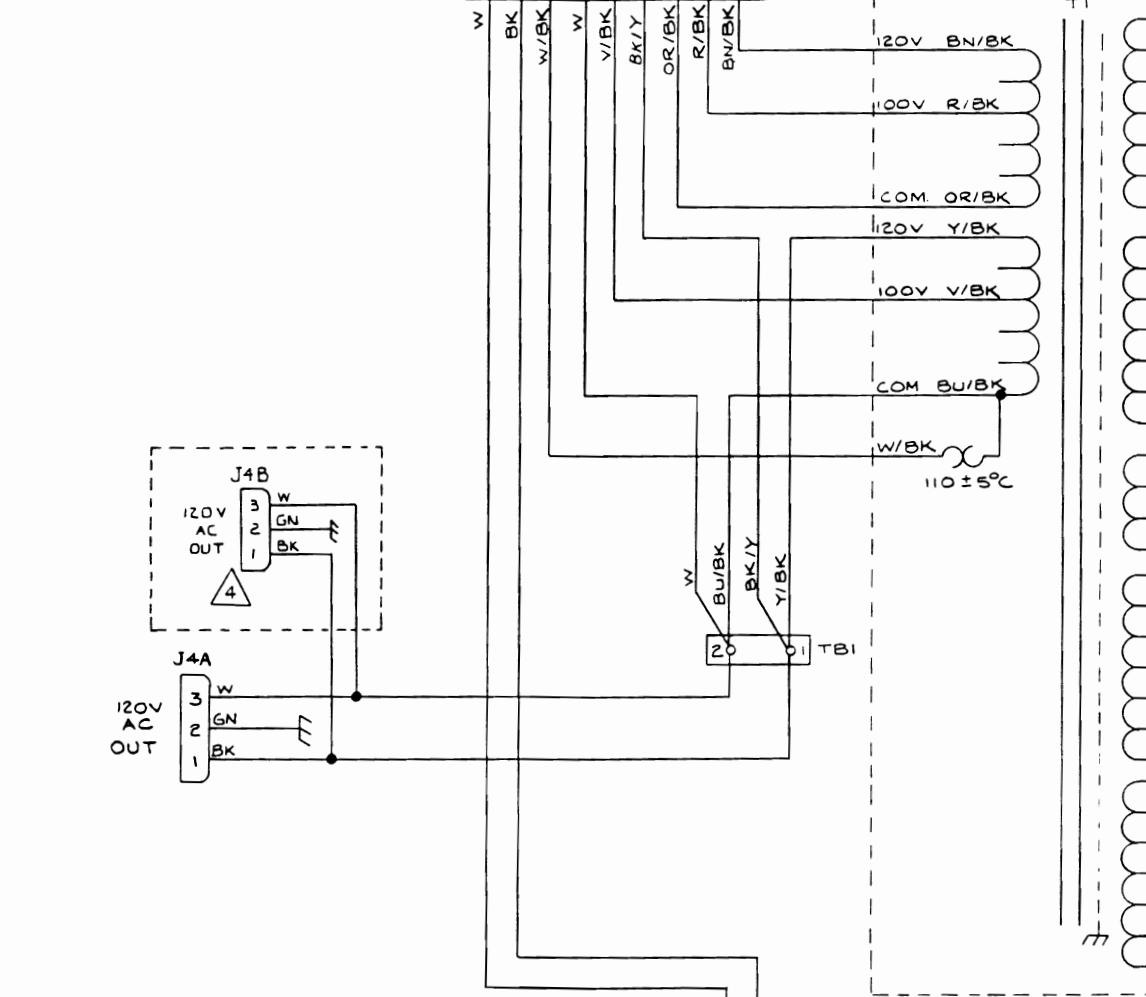 W
BK
W/BK
W
V/BK
BK/Y
OR/BK
R/BK
BN/BK
120V BN/BK
100V R/BK
COM. OR/BK
120V Y/BK
100V V/BK
COM BU/BK
W/BK
110±5°C
J4B
120V
AC
OUT
3 W
2 GN
1 BK
4
W
BU/BK
BK/Y
Y/BK
2 1 TB1
J4A
120V
AC
OUT
3 W
2 GN
1 BK